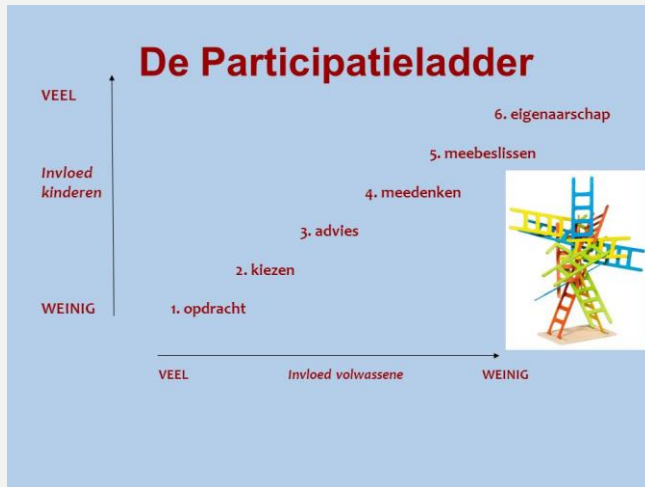 De Participatieladder
VEEL
6. eigenaarschap
5. meebeslissen
Invloed
kinderen
4. meedenken
3. advies
2. kiezen
WEINIG
1. opdracht
VEEL
Invloed volwassene
WEINIG